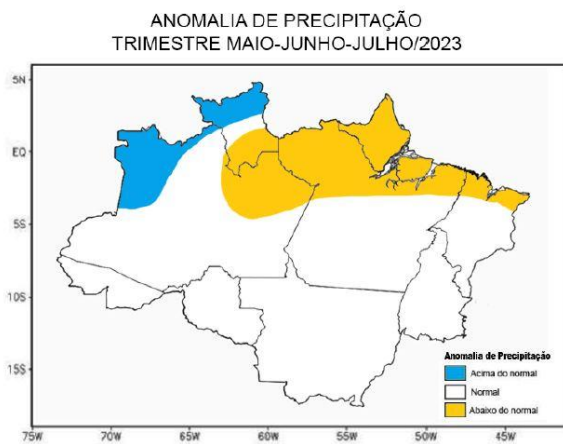 ANOMALIA DE PRECIPITAÇÃO
TRIMESTRE MAIO-JUNHO-JULHO/2023
5N
EQ
5S
10S
15S
75W 70W 65W 60W 55W 50W 45W
Anomalia de Precipitação
Acima do normal
Normal
Abaixo do normal